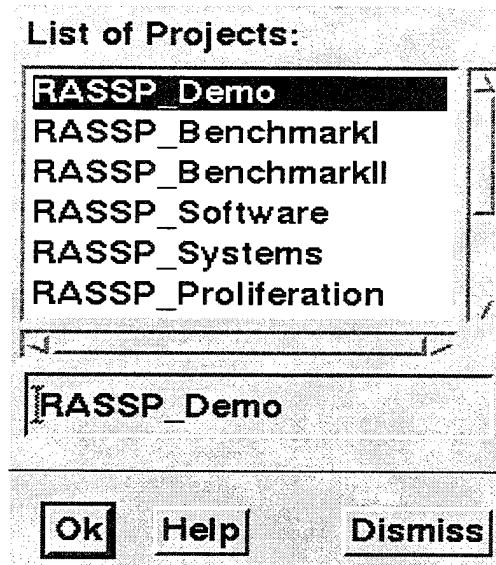 List of Projects:
RASSP_Demo
RASSP_BenchmarkI
RASSP_BenchmarkII
RASSP_Software
RASSP_Systems
RASSP_Proliferation
RASSP_Demo
Ok Help Dismiss